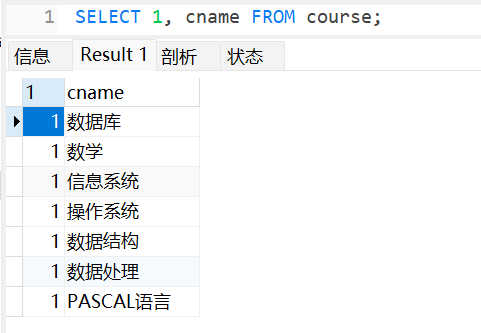 1 SELECT 1, cname FROM course;
信息 Result 1 剖析 状态
1 cname
1 数据库
1 数学
1 信息系统
1 操作系统
1 数据结构
1 数据处理
1 PASCAL语言